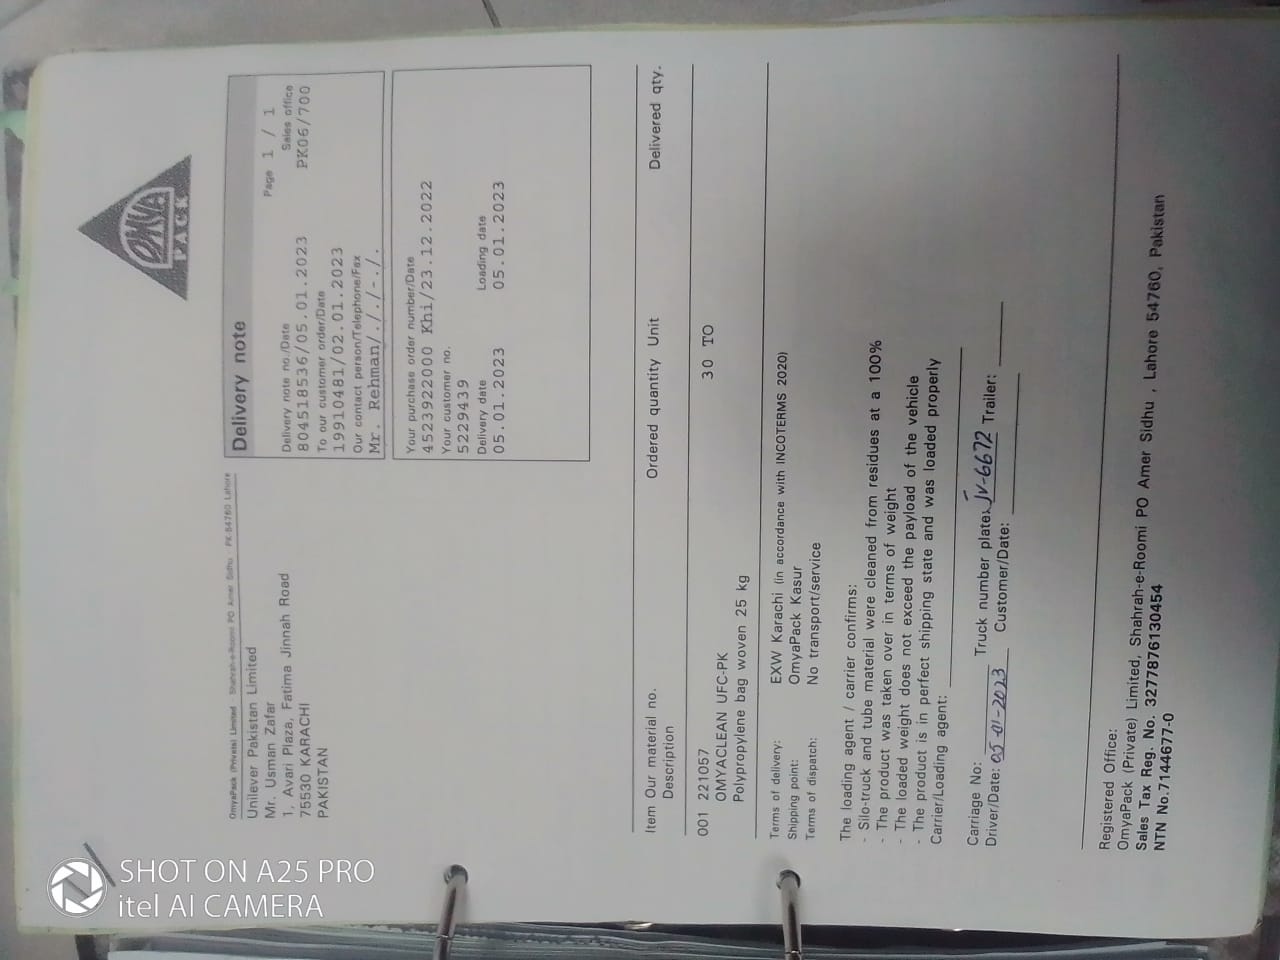 OMYA
PACK
OmyaPack (Private) Limited Shahrah-e-Roomi PO Amer Sidhu PK-54760 Lahore
Unilever Pakistan Limited
Mr. Usman Zafar
1, Avari Plaza, Fatima Jinnah Road
75530 KARACHI
PAKISTAN
Delivery note
Page 1 / 1
Delivery note no./Date Sales office
804518536/05.01.2023 PK06/700
To our customer order/Date
19910481/02.01.2023
Our contact person/Telephone/Fax
Mr. Rehman/././-./.
Your purchase order number/Date
4523922000 Khi/23.12.2022
Your customer no.
5229439
Delivery date Loading date
05.01.2023 05.01.2023
Item Our material no. Ordered quantity Unit Delivered qty.
Description
001 221057 30 TO
OMYACLEAN UFC-PK
Polypropylene bag woven 25 kg
Terms of delivery: EXW Karachi (in accordance with INCOTERMS 2020)
Shipping point: OmyaPack Kasur
Terms of dispatch: No transport/service
The loading agent / carrier confirms:
- Silo-truck and tube material were cleaned from residues at a 100%
- The product was taken over in terms of weight
- The loaded weight does not exceed the payload of the vehicle
- The product is in perfect shipping state and was loaded properly
Carrier/Loading agent:
Carriage No: Truck number plate: JV-6672 Trailer:
Driver/Date: 05-01-2023 Customer/Date:
Registered Office:
OmyaPack (Private) Limited, Shahrah-e-Roomi PO Amer Sidhu , Lahore 54760, Pakistan
Sales Tax Reg. No. 3277876130454
NTN No:7144677-0
SHOT ON A25 PRO
itel AI CAMERA